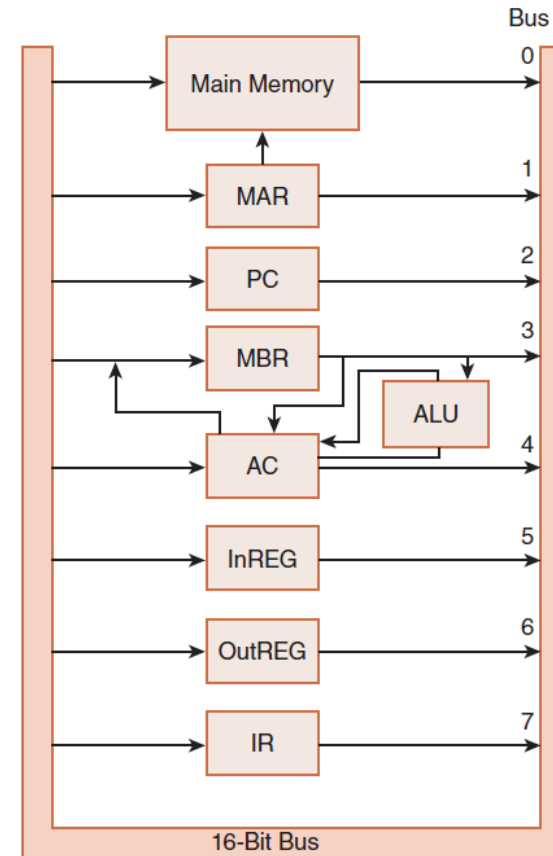 Bus
0
Main Memory
1
MAR
2
PC
3
MBR
ALU
4
AC
5
InREG
6
OutREG
7
IR
16-Bit Bus